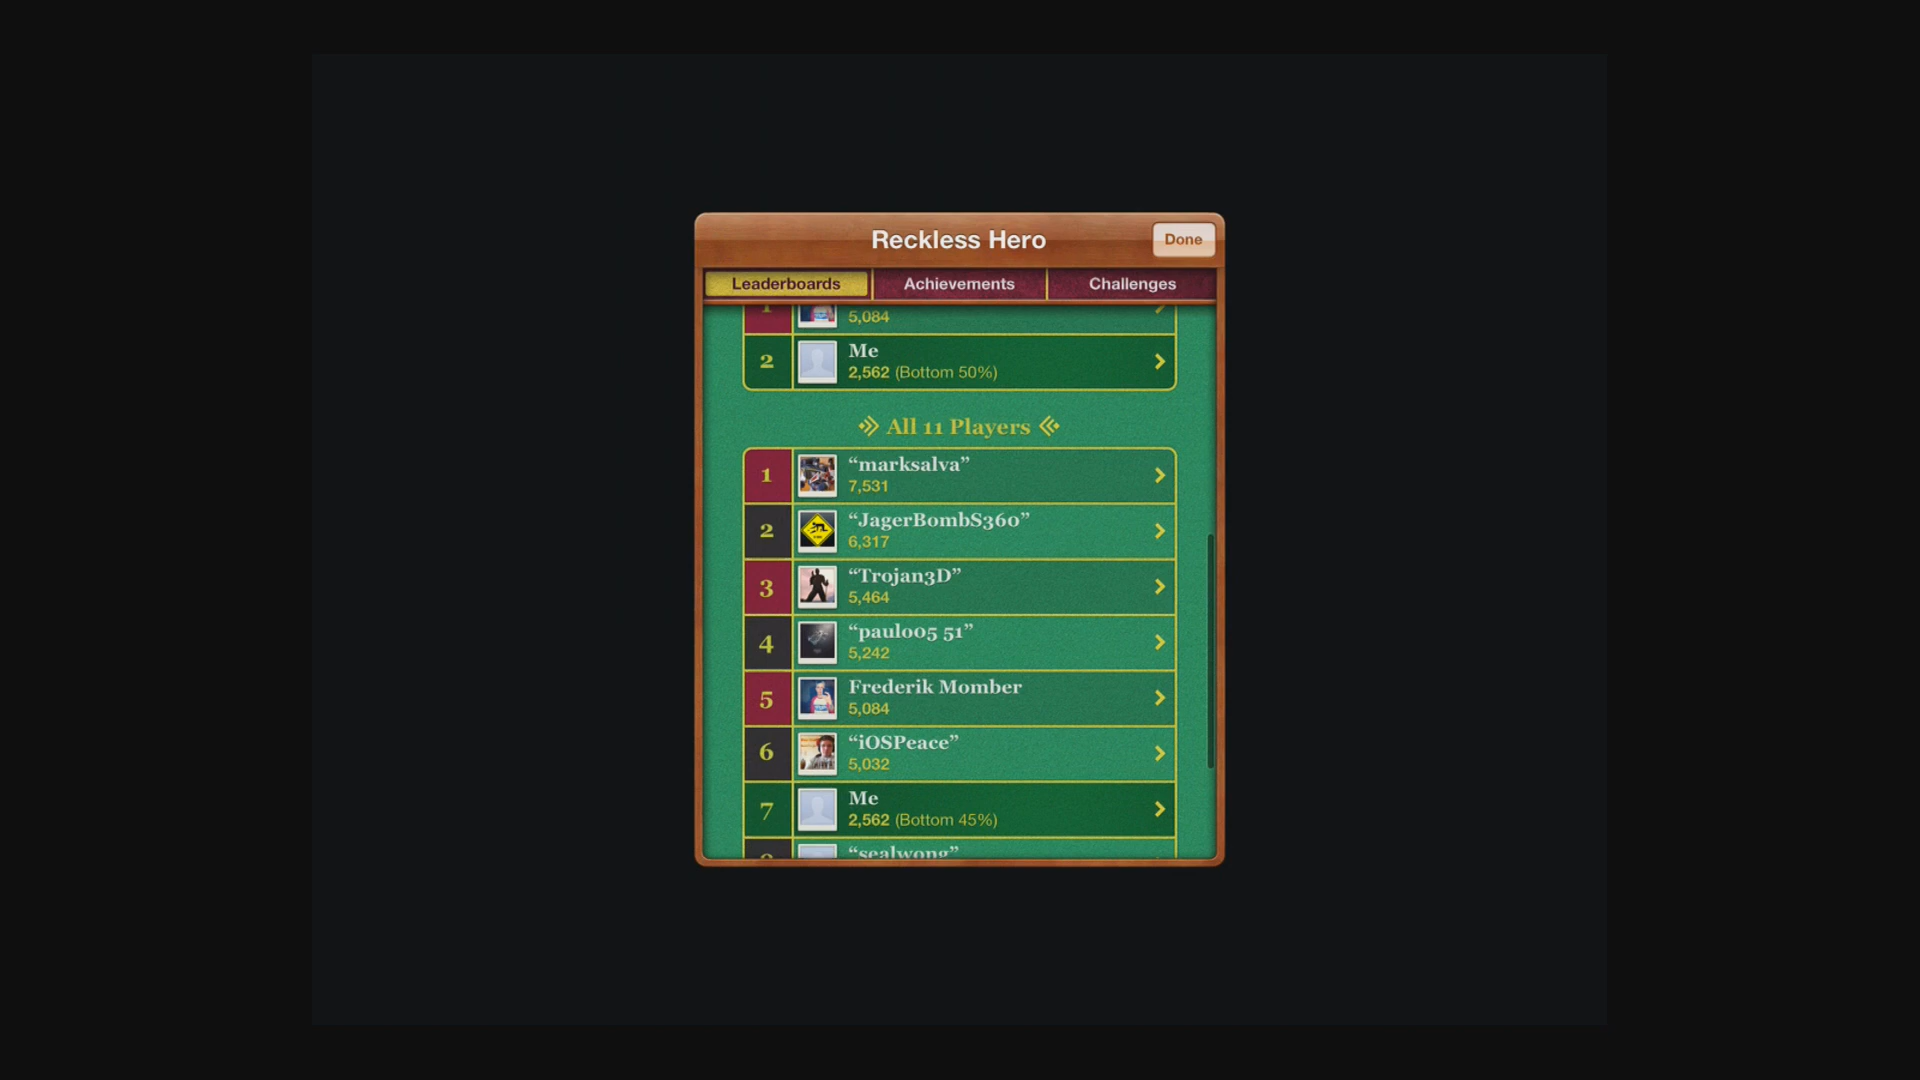 Reckless Hero
Done
Leaderboards
Achievements
Challenges
1
5,084
2
Me
2,562 (Bottom 50%)
All 11 Players
1
“marksalva”
7,531
2
“JagerBombS360”
6,317
3
“Trojan3D”
5,464
4
“paulo05 51”
5,242
5
Frederik Momber
5,084
6
“iOSPeace”
5,032
7
Me
2,562 (Bottom 45%)
“sealwong”